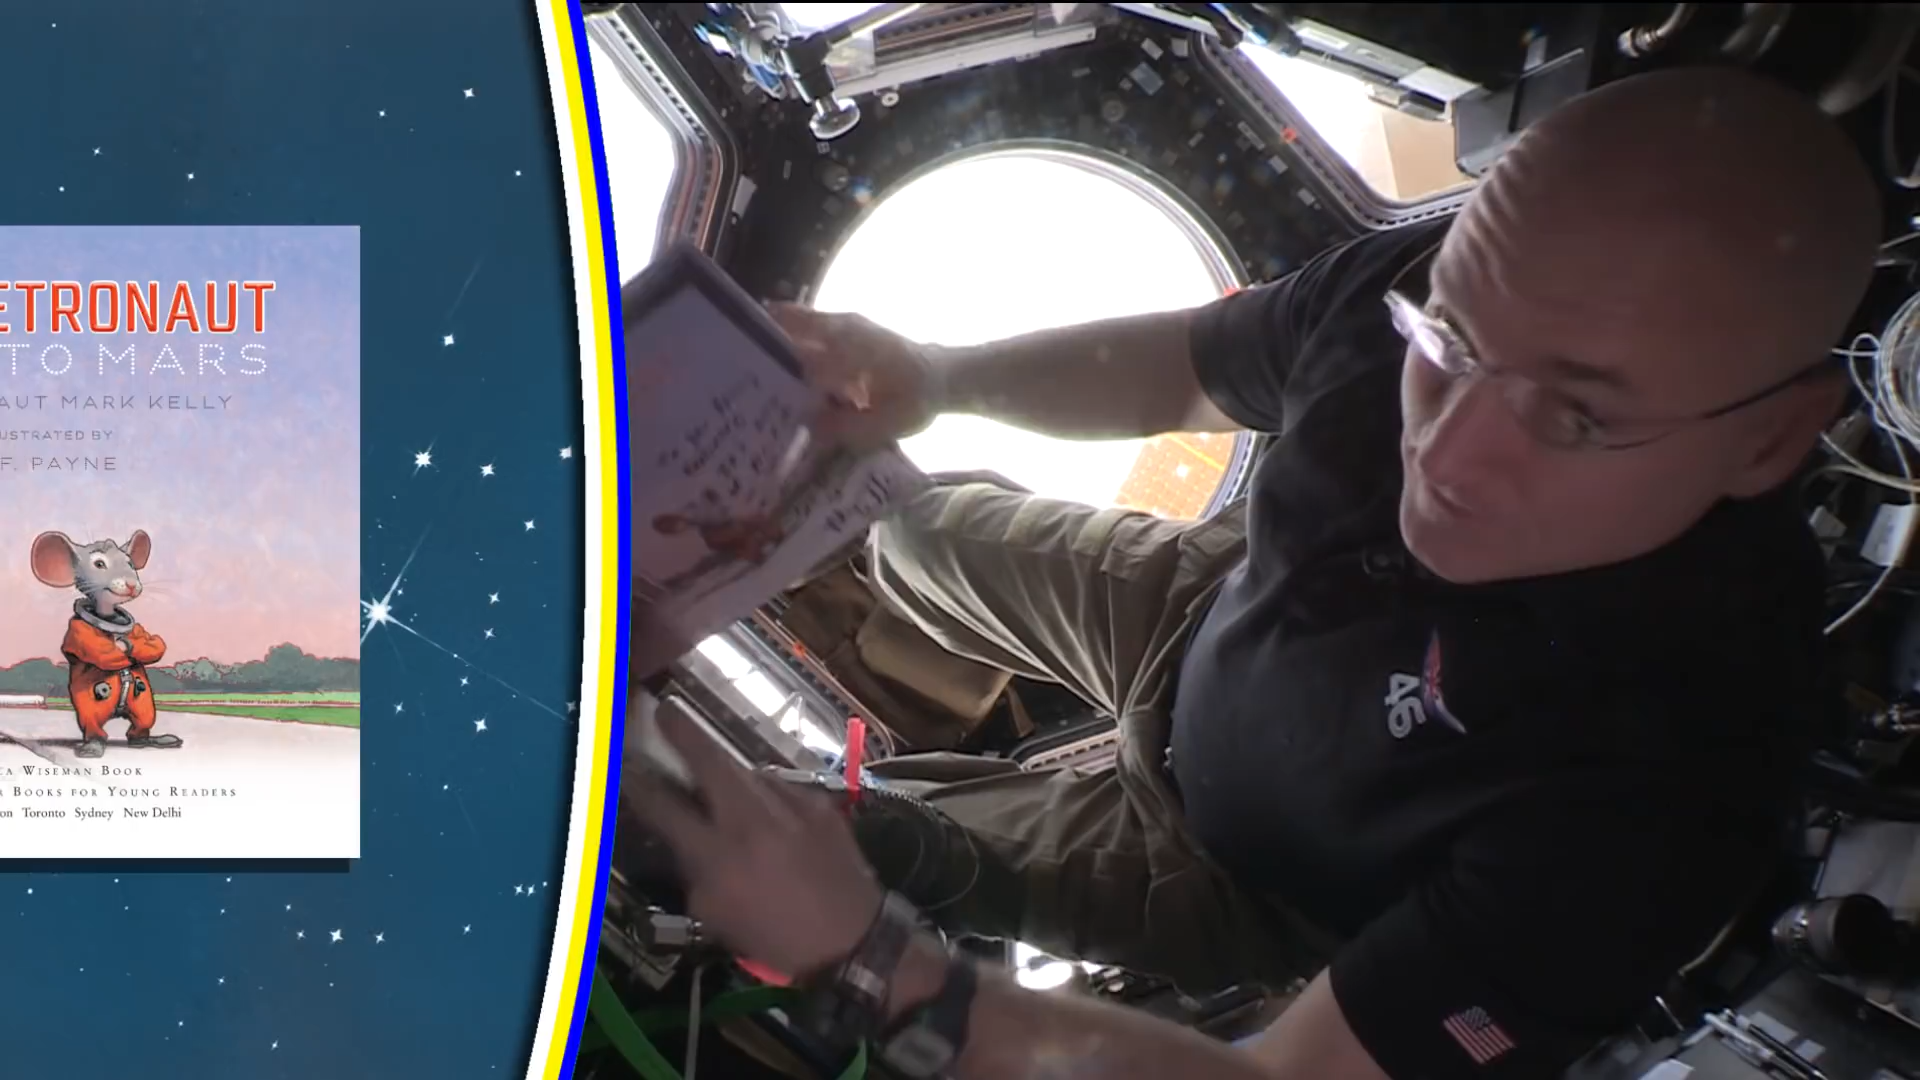 ETRONAUT
TO MARS
AUT MARK KELLY
USTRATED BY
F. PAYNE
A WISEMAN BOOK
R BOOKS FOR YOUNG READERS
on Toronto Sydney New Delhi
46